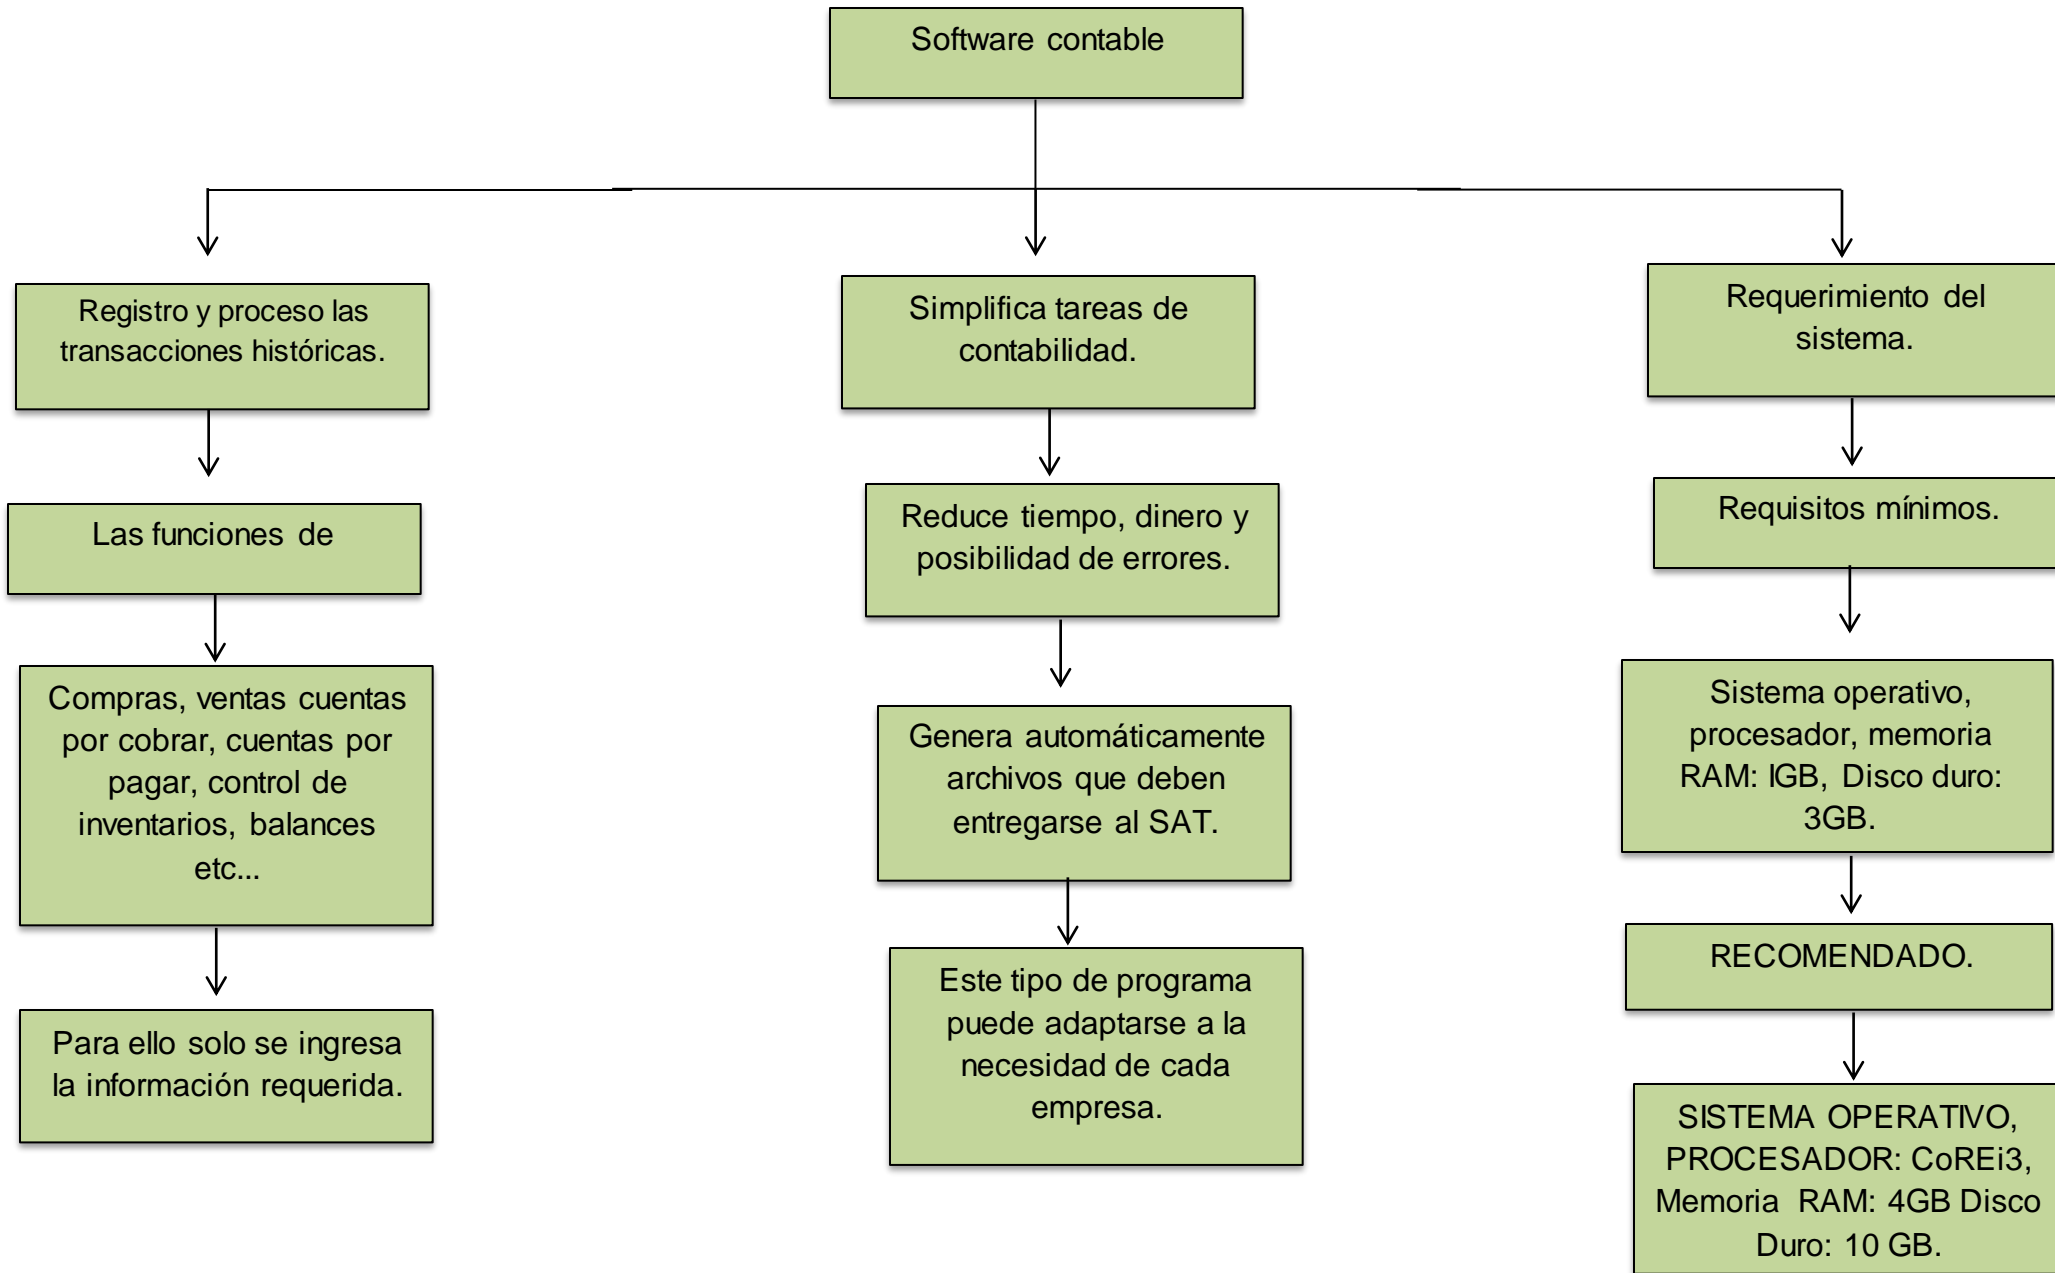 Software contable
Registro y proceso las
transacciones históricas.
Las funciones de
Compras, ventas cuentas
por cobrar, cuentas por
pagar, control de
inventarios, balances
etc...
Para ello solo se ingresa
la información requerida.
Simplifica tareas de
contabilidad.
Reduce tiempo, dinero y
posibilidad de errores.
Genera automáticamente
archivos que deben
entregarse al SAT.
Este tipo de programa
puede adaptarse a la
necesidad de cada
empresa.
Requerimiento del
sistema.
Requisitos mínimos.
Sistema operativo,
procesador, memoria
RAM: IGB, Disco duro:
3GB.
RECOMENDADO.
SISTEMA OPERATIVO,
PROCESADOR: CoREi3,
Memoria RAM: 4GB Disco
Duro: 10 GB.